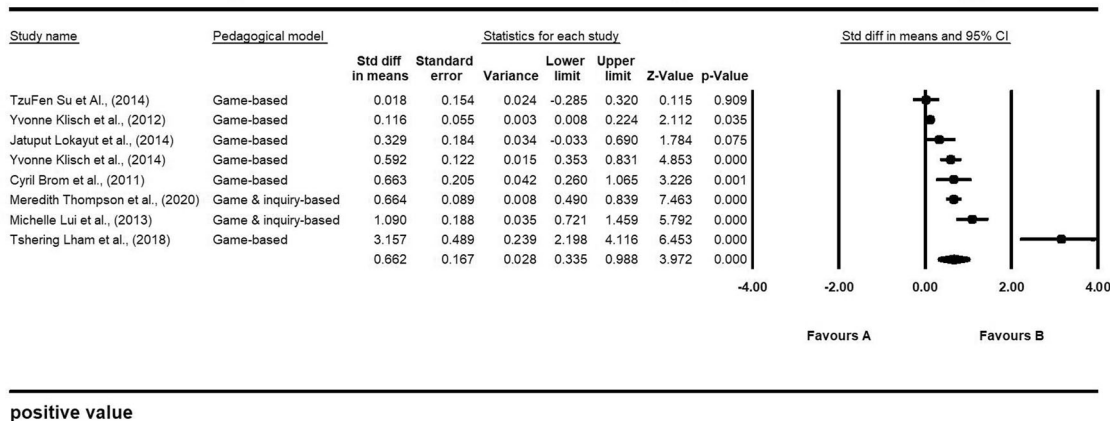 Study name Pedagogical model Statistics for each study Std diff in means and 95% CI
Std diff Standard Lower Upper
in means error Variance limit limit Z-Value p-Value
TzuFen Su et Al., (2014) Game-based 0.018 0.154 0.024 -0.285 0.320 0.115 0.909
Yvonne Klisch et al. (2012) Game-based 0.116 0.055 0.003 0.008 0.224 2.112 0.035
Jatuput Lokayut et al. (2014) Game-based 0.329 0.184 0.034 -0.033 0.690 1.784 0.075
Yvonne Klisch et al., (2014) Game-based 0.592 0.122 0.015 0.353 0.831 4.853 0.000
Cyril Brom et al., (2011) Game-based 0.663 0.205 0.042 0.260 1.065 3.226 0.001
Meredith Thompson et al., (2020) Game & inquiry-based 0.664 0.089 0.008 0.490 0.839 7.463 0.000
Michelle Lui et al., (2013) Game & inquiry-based 1.090 0.188 0.035 0.721 1.459 5.792 0.000
Tshering Lham et al., (2018) Game-based 3.157 0.489 0.239 2.198 4.116 6.453 0.000
0.662 0.167 0.028 0.335 0.988 3.972 0.000
-4.00 -2.00 0.00 2.00 4.00
Favours A Favours B
positive value